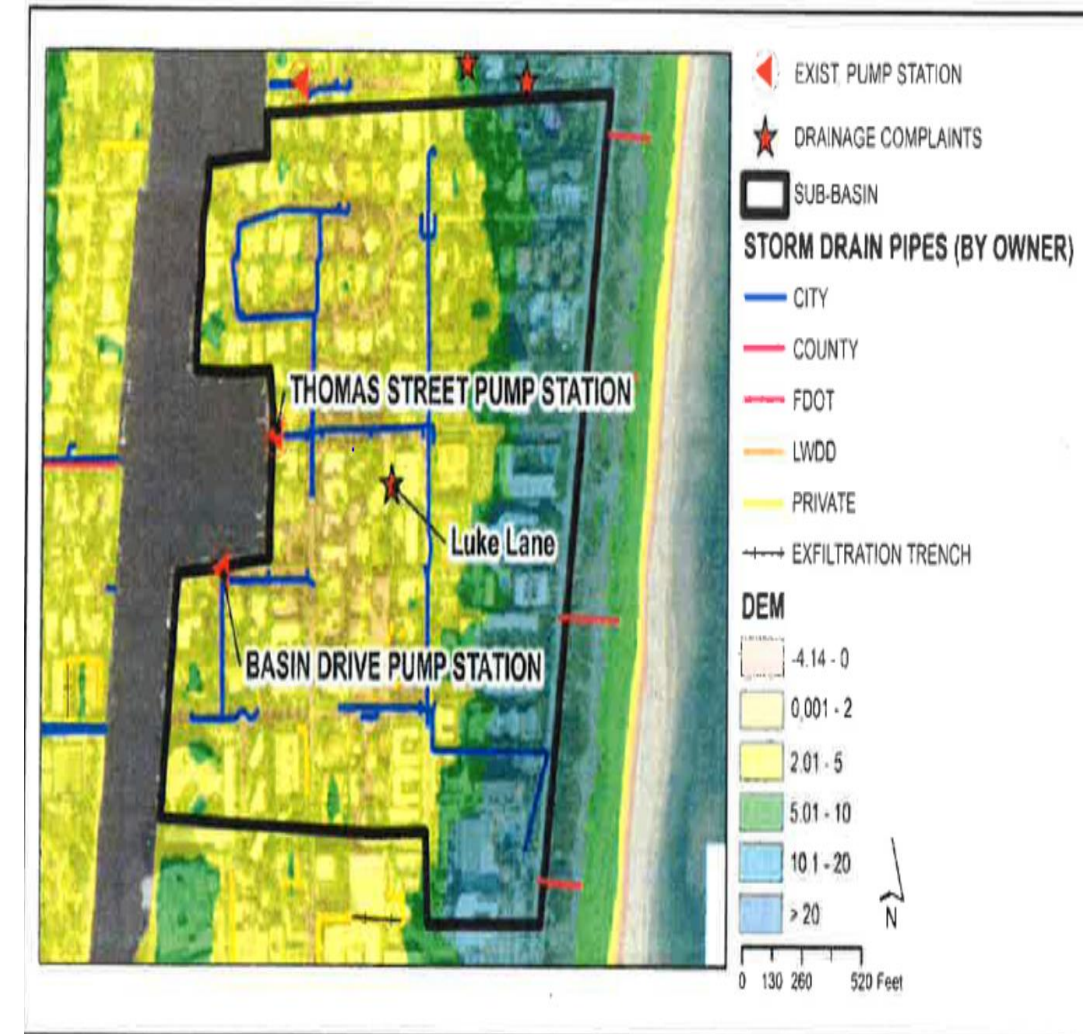 EXIST. PUMP STATION
DRAINAGE COMPLAINTS
SUB-BASIN
STORM DRAIN PIPES (BY OWNER)
CITY
COUNTY
FDOT
LWDD
PRIVATE
EXFILTRATION TRENCH
DEM
-4.14 - 0
0,001 - 2
2.01 - 5
5.01 - 10
10 1 - 20
> 20
N
0 130 260 520 Feet
THOMAS STREET PUMP STATION
Luke Lane
BASIN DRIVE PUMP STATION